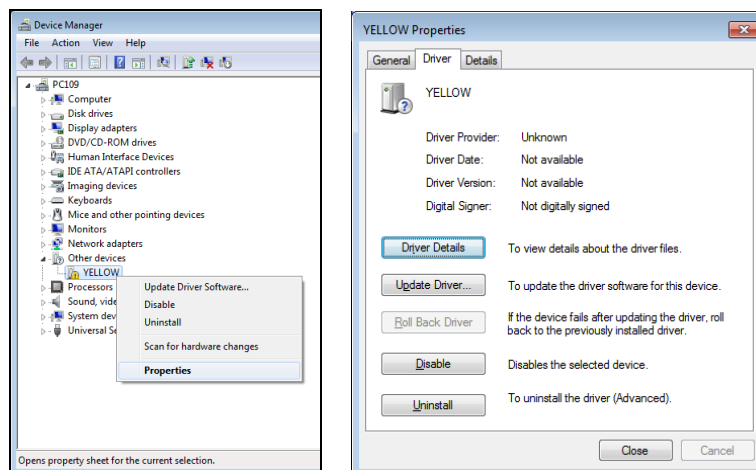 Device Manager
File Action View Help
PC109
Computer
Disk drives
Display adapters
DVD/CD-ROM drives
Human Interface Devices
IDE ATA/ATAPI controllers
Imaging devices
Keyboards
Mice and other pointing devices
Monitors
Network adapters
Other devices
YELLOW
Processors
Sound, vide
System dev
Universal Se
Update Driver Software...
Disable
Uninstall
Scan for hardware changes
Properties
Opens property sheet for the current selection.
YELLOW Properties
General Driver Details
YELLOW
Driver Provider: Unknown
Driver Date: Not available
Driver Version: Not available
Digital Signer: Not digitally signed
Driver Details To view details about the driver files.
Update Driver... To update the driver software for this device.
Roll Back Driver If the device fails after updating the driver, roll
back to the previously installed driver.
Disable Disables the selected device.
Uninstall To uninstall the driver (Advanced).
Close Cancel